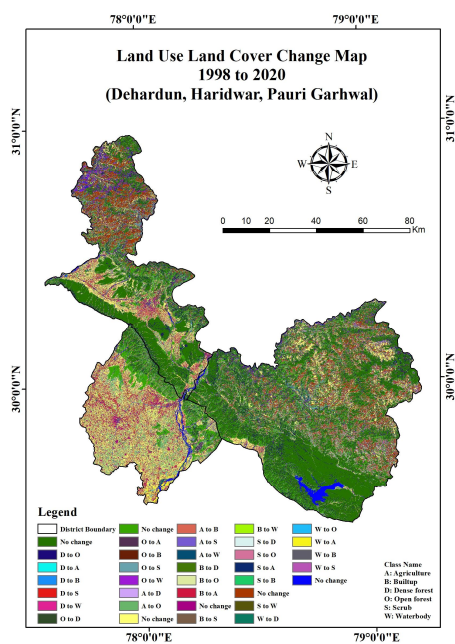 78°0'0"E
79°0'0"E
Land Use Land Cover Change Map
1998 to 2020
(Dehardun, Haridwar, Pauri Garhwal)
31°0'0"N
31°0'0"N
N
W
E
S
0 10 20 40 60 80
Km
30°0'0"N
30°0'0"N
Legend
District Boundary
No change
D to O
D to A
D to B
D to S
D to W
O to D
No change
O to A
O to B
O to S
O to W
A to D
A to O
No change
A to B
A to S
A to W
B to D
B to O
B to A
No change
B to S
B to W
S to D
S to O
S to A
S to B
No change
S to W
W to D
W to O
W to A
W to B
W to S
No change
Class Name
A: Agriculture
B: Builtup
D: Dense forest
O: Open forest
S: Scrub
W: Waterbody
78°0'0"E
79°0'0"E